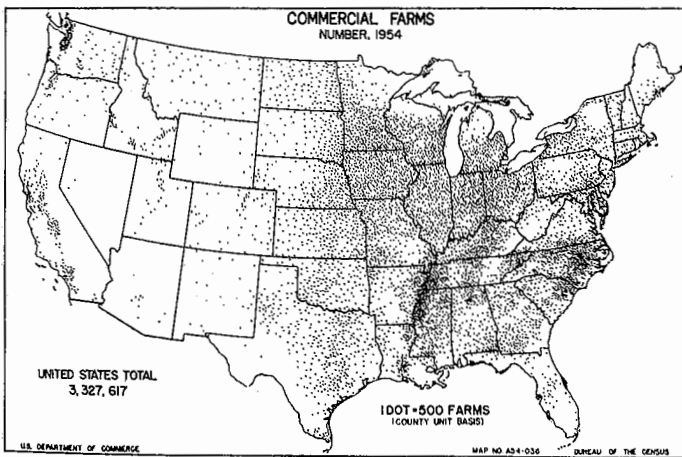 COMMERCIAL FARMS
NUMBER, 1954
UNITED STATES TOTAL
3,327,617
1 DOT=500 FARMS
(COUNTY UNIT BASIS)
U.S. DEPARTMENT OF COMMERCE
MAP NO. A54-036
BUREAU OF THE CENSUS